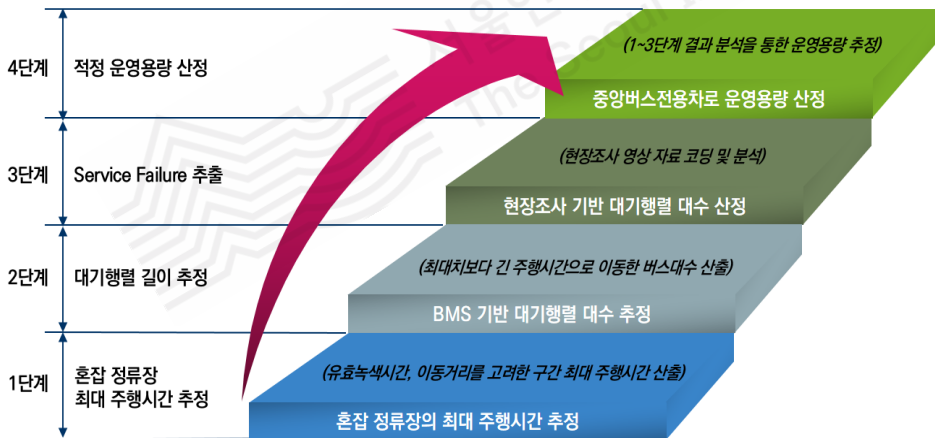 4단계
적정 운영용량 산정
(1~3단계 결과 분석을 통한 운영용량 추정)
중앙버스전용차로 운영용량 산정
3단계
Service Failure 추출
(현장조사 영상 자료 코딩 및 분석)
현장조사 기반 대기행렬 대수 산정
2단계
대기행렬 길이 추정
(최대치보다 긴 주행시간으로 이동한 버스대수 산출)
BMS 기반 대기행렬 대수 추정
1단계
혼잡 정류장
최대 주행시간 추정
(유효녹색시간, 이동거리를 고려한 구간 최대 주행시간 산출)
혼잡 정류장의 최대 주행시간 추정